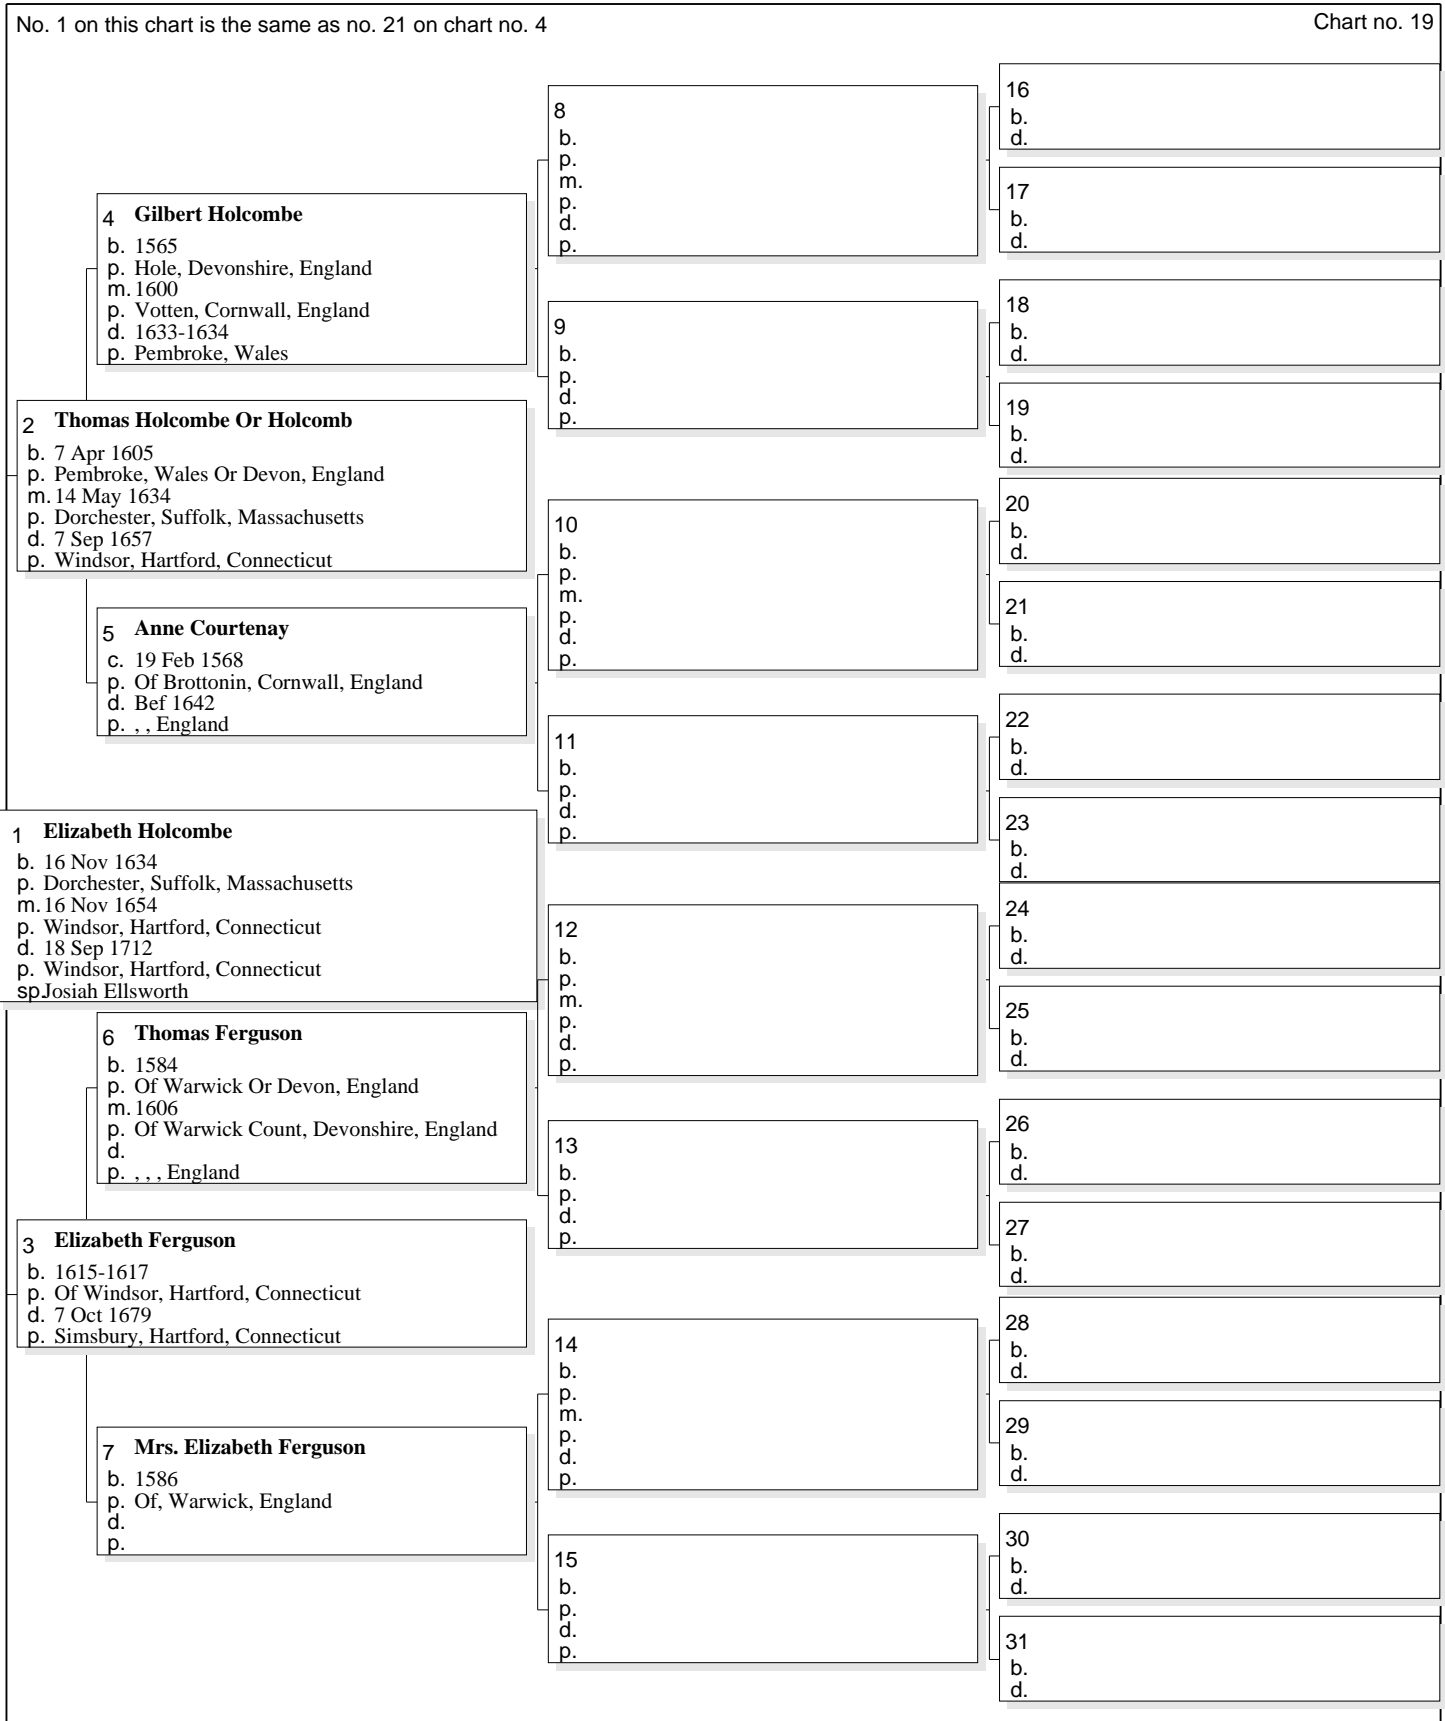 No. 1 on this chart is the same as no. 21 on chart no. 4
Chart no. 19
4 Gilbert Holcombe
b. 1565
p. Hole, Devonshire, England
m. 1600
p. Votten, Cornwall, England
d. 1633-1634
p. Pembroke, Wales
2 Thomas Holcombe Or Holcomb
b. 7 Apr 1605
p. Pembroke, Wales Or Devon, England
m. 14 May 1634
p. Dorchester, Suffolk, Massachusetts
d. 7 Sep 1657
p. Windsor, Hartford, Connecticut
5 Anne Courtenay
c. 19 Feb 1568
p. Of Brottonin, Cornwall, England
d. Bef 1642
p. , , England
1 Elizabeth Holcombe
b. 16 Nov 1634
p. Dorchester, Suffolk, Massachusetts
m. 16 Nov 1654
p. Windsor, Hartford, Connecticut
d. 18 Sep 1712
p. Windsor, Hartford, Connecticut
sp. Josiah Ellsworth
6 Thomas Ferguson
b. 1584
p. Of Warwick Or Devon, England
m. 1606
p. Of Warwick Count, Devonshire, England
d.
p. , , , England
3 Elizabeth Ferguson
b. 1615-1617
p. Of Windsor, Hartford, Connecticut
d. 7 Oct 1679
p. Simsbury, Hartford, Connecticut
7 Mrs. Elizabeth Ferguson
b. 1586
p. Of, Warwick, England
d.
p.
8
b.
p.
m.
p.
d.
p.
9
b.
p.
d.
p.
10
b.
p.
m.
p.
d.
p.
11
b.
p.
d.
p.
12
b.
p.
m.
p.
d.
p.
13
b.
p.
d.
p.
14
b.
p.
m.
p.
d.
p.
15
b.
p.
d.
p.
16
b.
d.
17
b.
d.
18
b.
d.
19
b.
d.
20
b.
d.
21
b.
d.
22
b.
d.
23
b.
d.
24
b.
d.
25
b.
d.
26
b.
d.
27
b.
d.
28
b.
d.
29
b.
d.
30
b.
d.
31
b.
d.